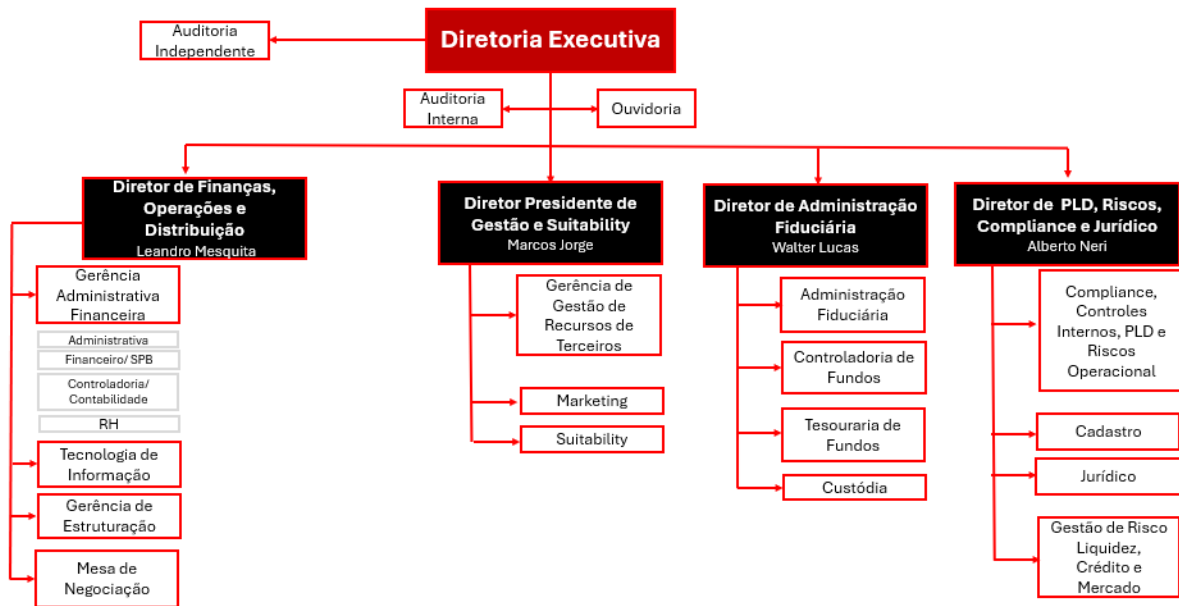 Diretoria Executiva
Auditoria
Independente
Auditoria
Interna
Ouvidoria
Diretor de Finanças,
Operações e
Distribuição
Leandro Mesquita
Gerência
Administrativa
Financeira
Administrativa
Financeiro/ SPB
Controladoria/
Contabilidade
RH
Tecnologia de
Informação
Gerência de
Estruturação
Mesa de
Negociação
Diretor Presidente de
Gestão e Suitability
Marcos Jorge
Gerência de
Gestão de
Recursos de
Terceiros
Marketing
Suitability
Diretor de Administração
Fiduciária
Walter Lucas
Administração
Fiduciária
Controladoria de
Fundos
Tesouraria de
Fundos
Custódia
Diretor de PLD, Riscos,
Compliance e Jurídico
Alberto Neri
Compliance,
Controles
Internos, PLD e
Riscos
Operacional
Cadastro
Jurídico
Gestão de Risco
Liquidez,
Crédito e
Mercado